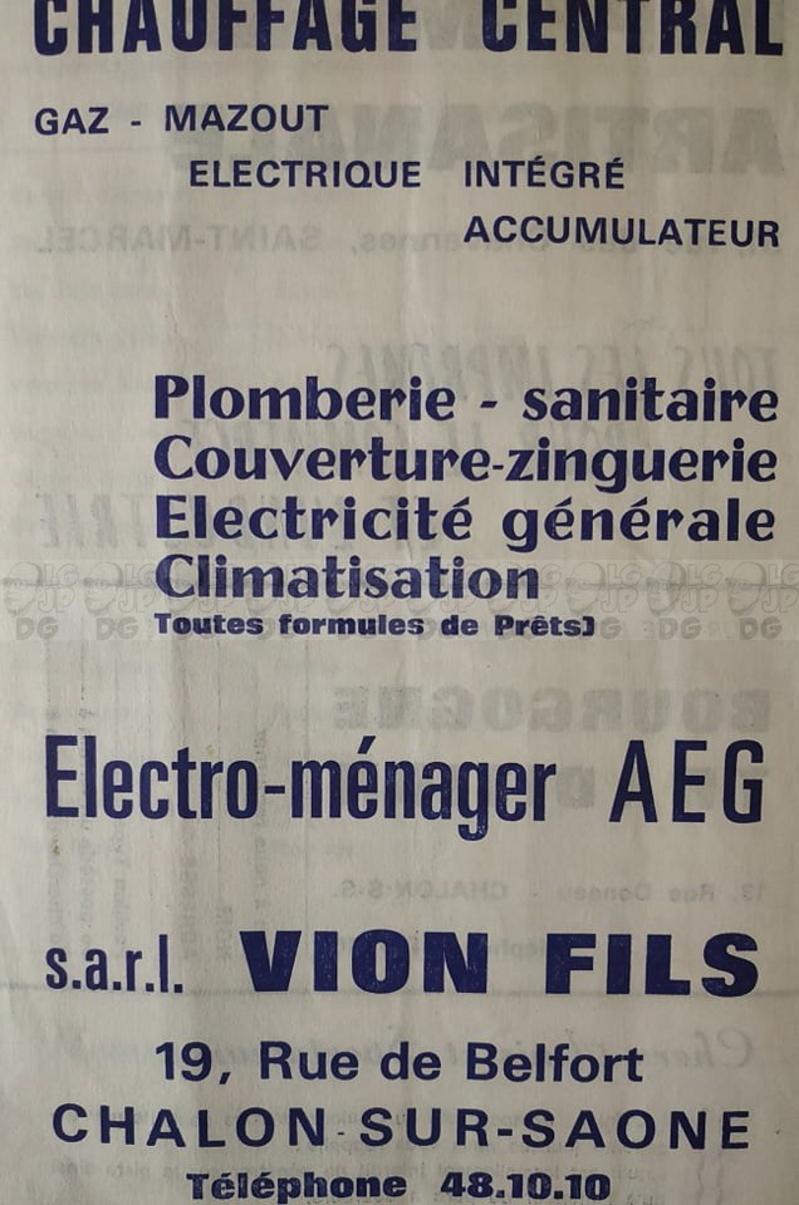 CHAUFFAGE CENTRAL
GAZ - MAZOUT
ELECTRIQUE INTÉGRÉ
ACCUMULATEUR
Plomberie - sanitaire
Couverture-zinguerie
Electricité générale
Climatisation
Toutes formules de Prêts]
Electro-ménager AEG
s.a.r.l. VION FILS
19, Rue de Belfort
CHALON-SUR-SAONE
Téléphone 48.10.10